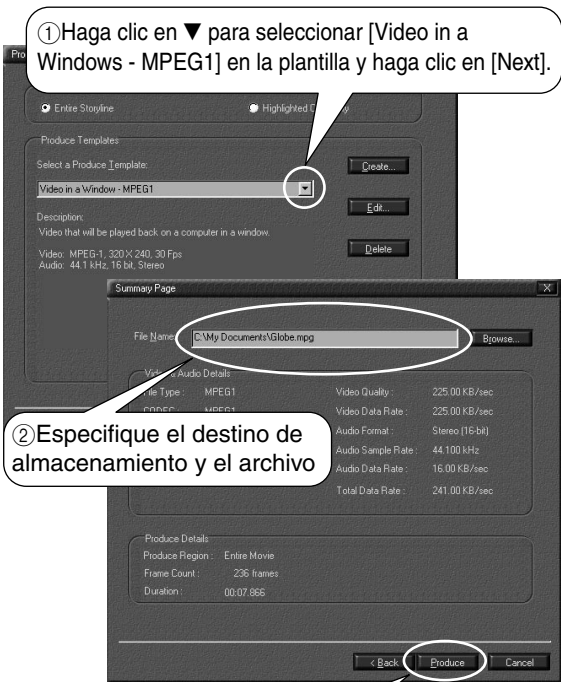 ①Haga clic en ▼ para seleccionar [Video in a
Windows - MPEG1] en la plantilla y haga clic en [Next].
Pro
Entire Storyline
Highlighted
Produce Templates
Select a Produce Template:
Video in a Window - MPEG1
Create...
Edit...
Delete
Description:
Video that will be played back on a computer in a window.
Video: MPEG-1, 320 X 240, 30 Fps
Audio: 44.1 kHz, 16 bit, Stereo
Summary Page
X
File Name: C:\My Documents\Globe.mpg
Browse...
Audio Details
File Type : MPEG1
Video Quality : 225.00 KB/sec
CODEC : MPEG1
Video Data Rate : 225.00 KB/sec
Audio Format : Stereo (16-bit)
Audio Sample Rate : 44.100 kHz
Audio Data Rate : 16.00 KB/sec
Total Data Rate : 241.00 KB/sec
②Especifique el destino de
almacenamiento y el archivo
Produce Details
Produce Region : Entire Movie
Frame Count : 236 frames
Duration : 00:07.866
< Back
Produce
Cancel